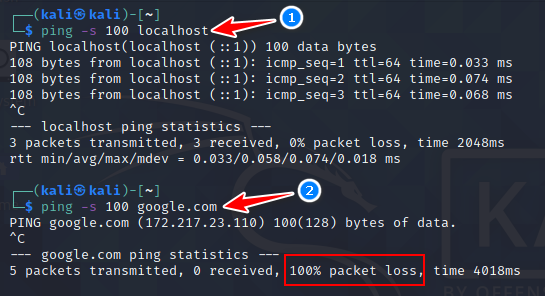 (kali㉿kali)-[~]
$ ping -s 100 localhost
1
PING localhost(localhost (::1)) 100 data bytes
108 bytes from localhost (::1): icmp_seq=1 ttl=64 time=0.033 ms
108 bytes from localhost (::1): icmp_seq=2 ttl=64 time=0.074 ms
108 bytes from localhost (::1): icmp_seq=3 ttl=64 time=0.068 ms
^C
--- localhost ping statistics ---
3 packets transmitted, 3 received, 0% packet loss, time 2048ms
rtt min/avg/max/mdev = 0.033/0.058/0.074/0.018 ms
(kali㉿kali)-[~]
$ ping -s 100 google.com
2
PING google.com (172.217.23.110) 100(128) bytes of data.
^C
--- google.com ping statistics ---
5 packets transmitted, 0 received, 100% packet loss, time 4018ms
KA
BY OFFENS